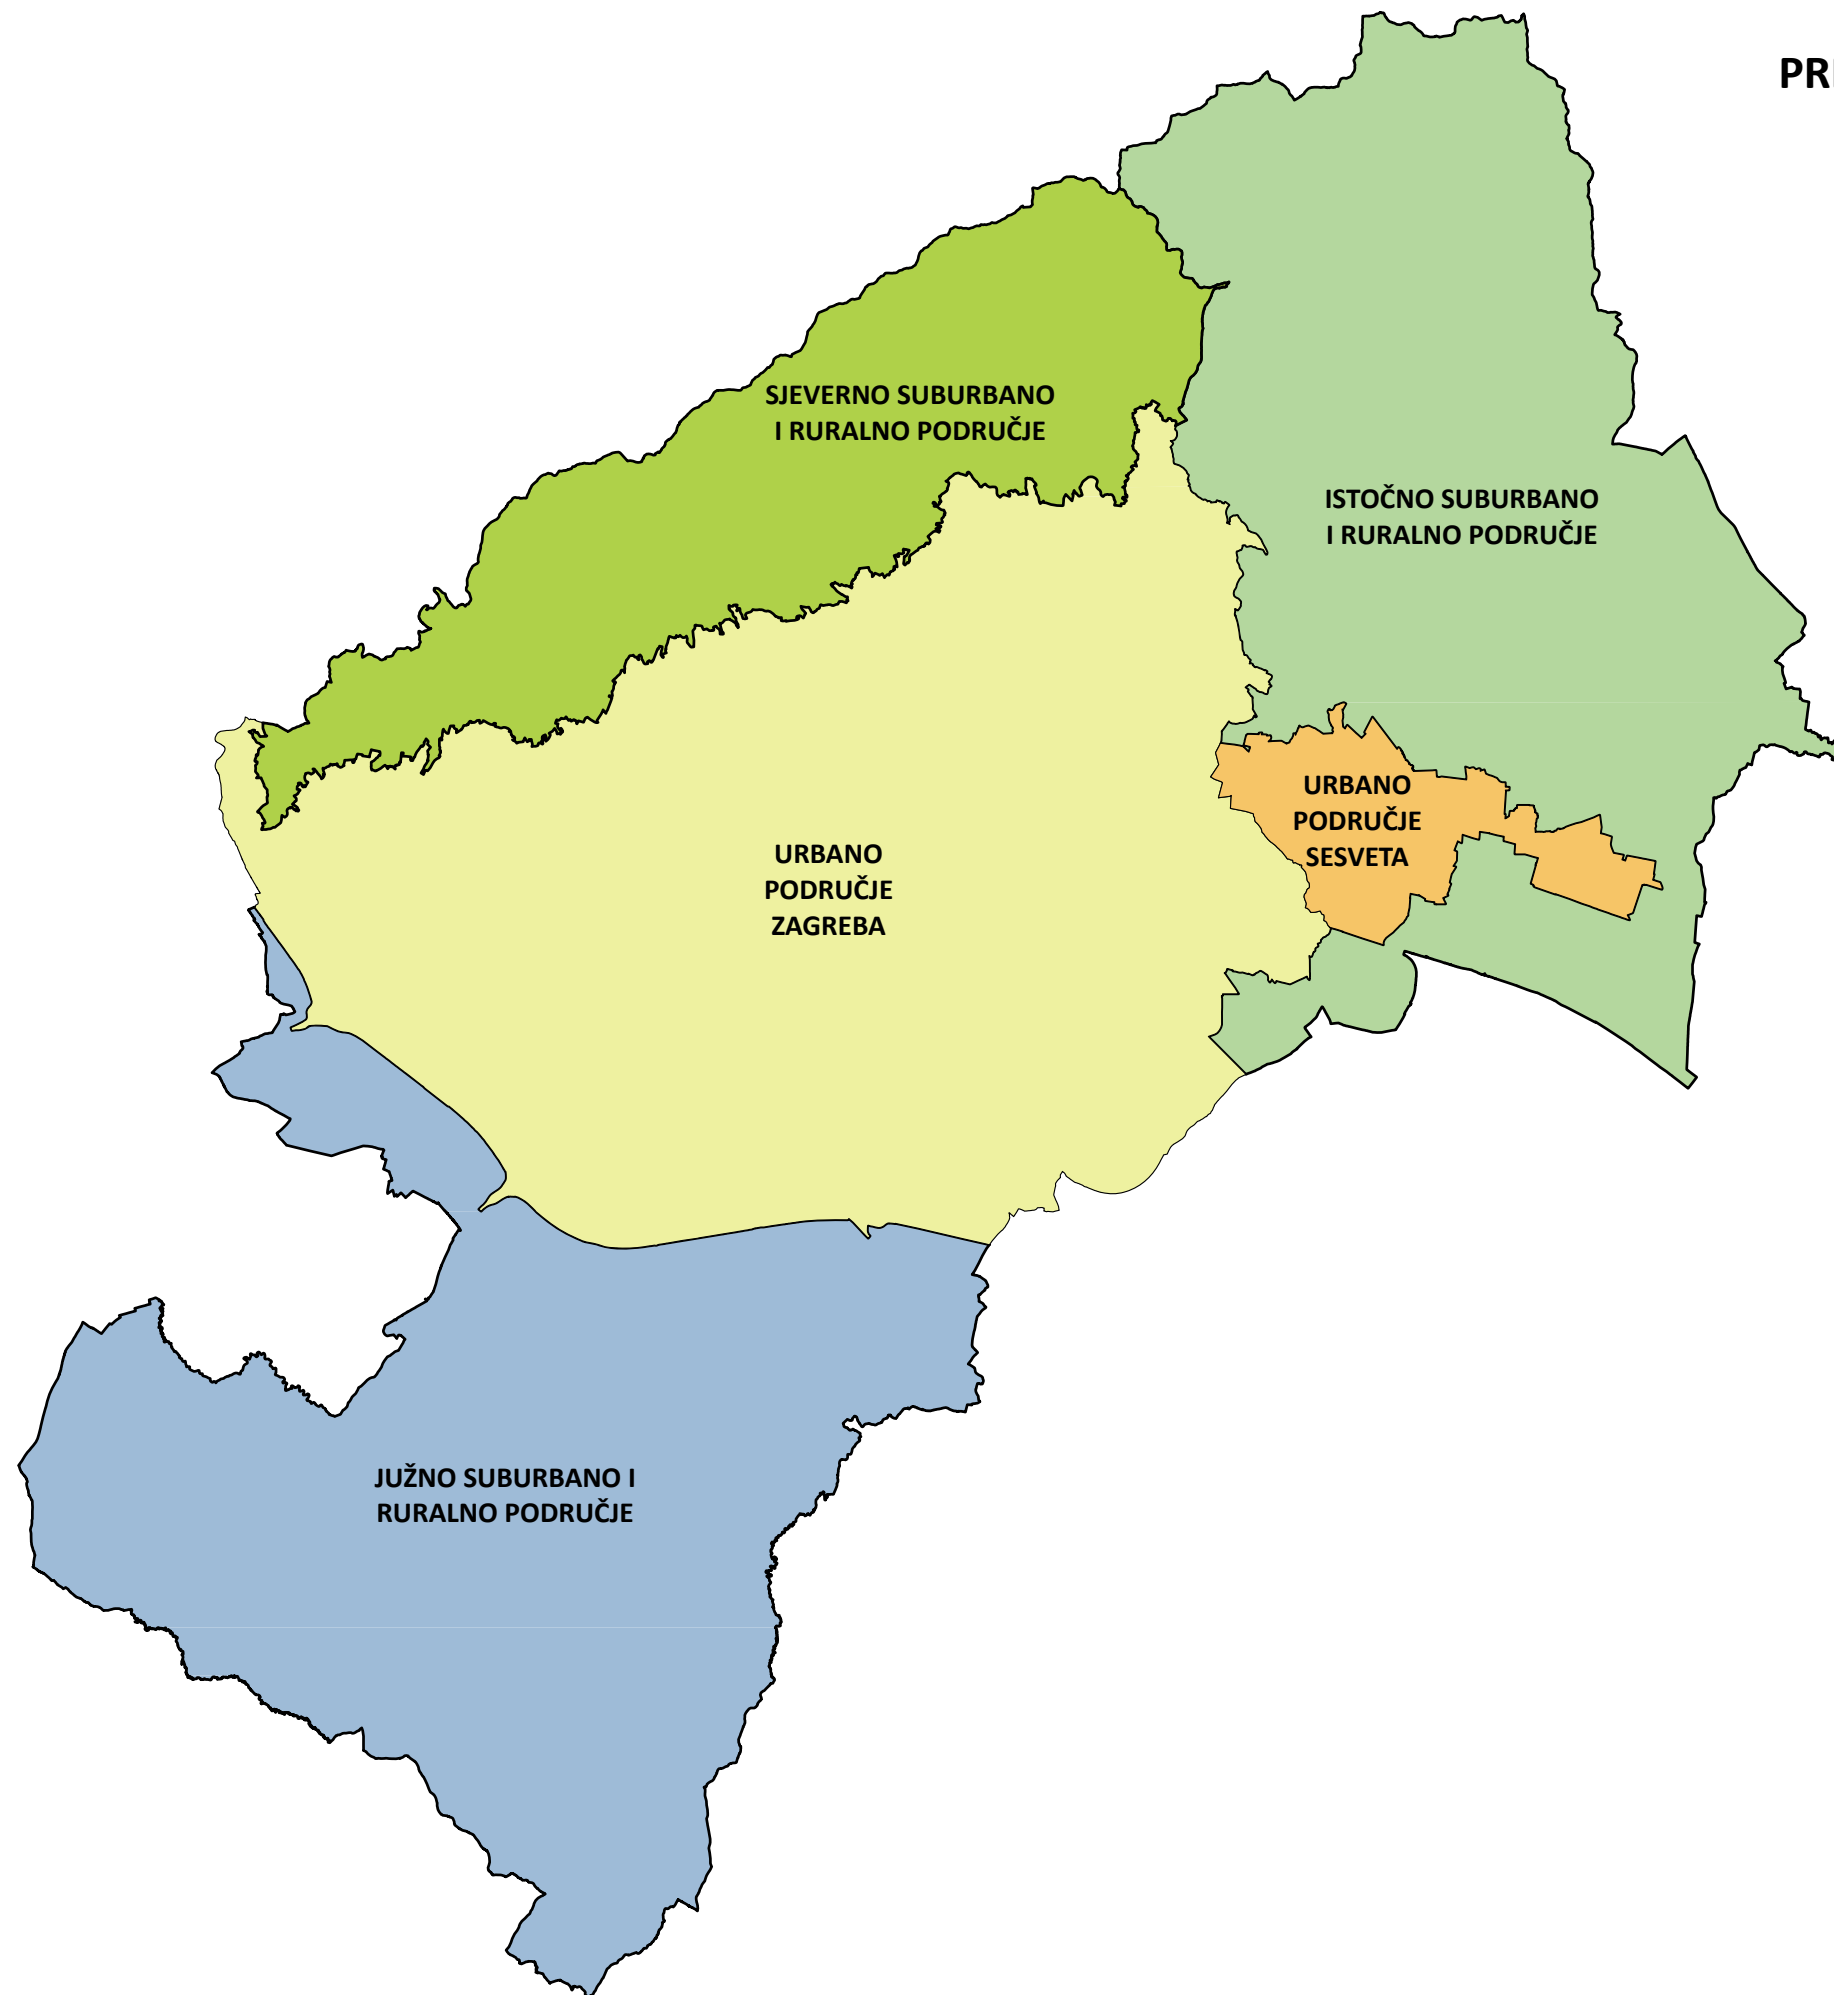 SJEVERNO SUBURBANO
I RURALNO PODRUČJE
ISTOČNO SUBURBANO
I RURALNO PODRUČJE
URBANO
PODRUČJE
SESVETA
URBANO
PODRUČJE
ZAGREBA
JUŽNO SUBURBANO I
RURALNO PODRUČJE